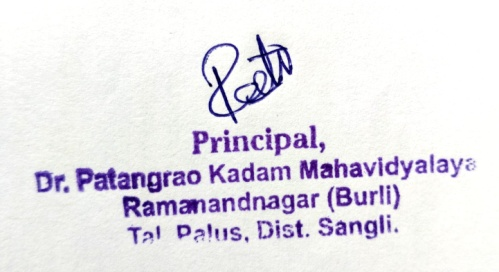 Principal,
Dr. Patangrao Kadam Mahavidyalaya
Ramanandnagar (Burli)
Tal. Palus, Dist. Sangli.